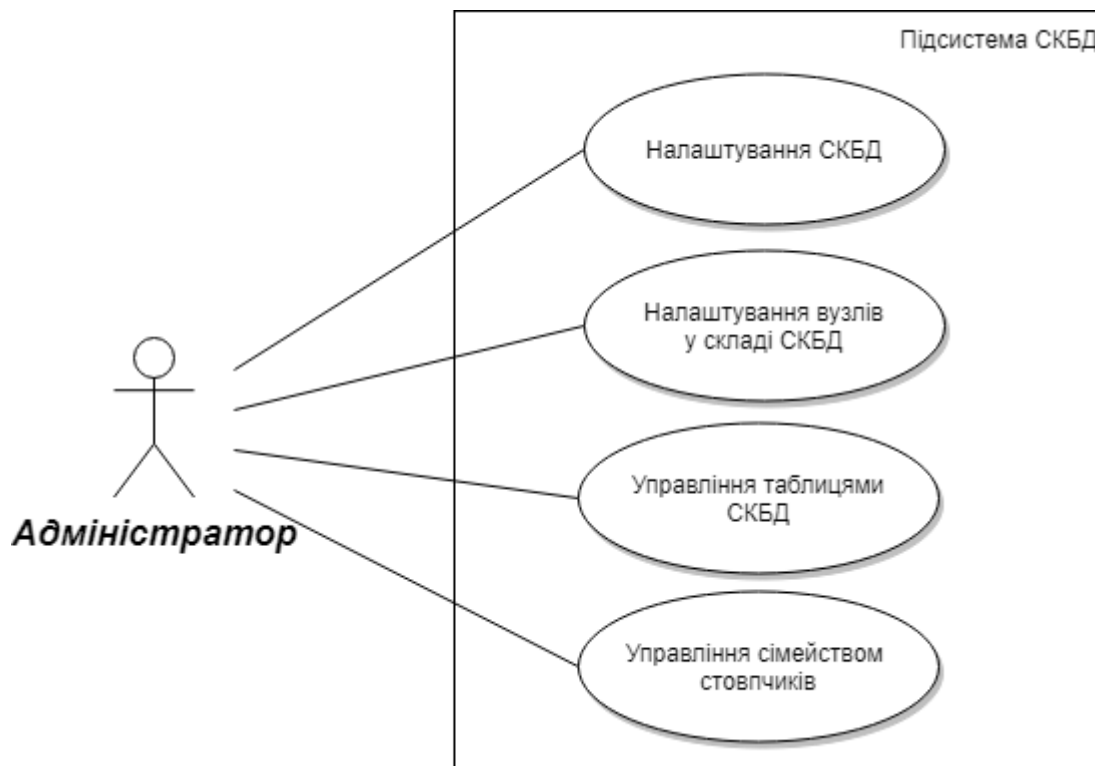 Підсистема СКБД
Налаштування СКБД
Налаштування вузлів
у складі СКБД
Управління таблицями
СКБД
Управління сімейством
стовпчиків
Адміністратор